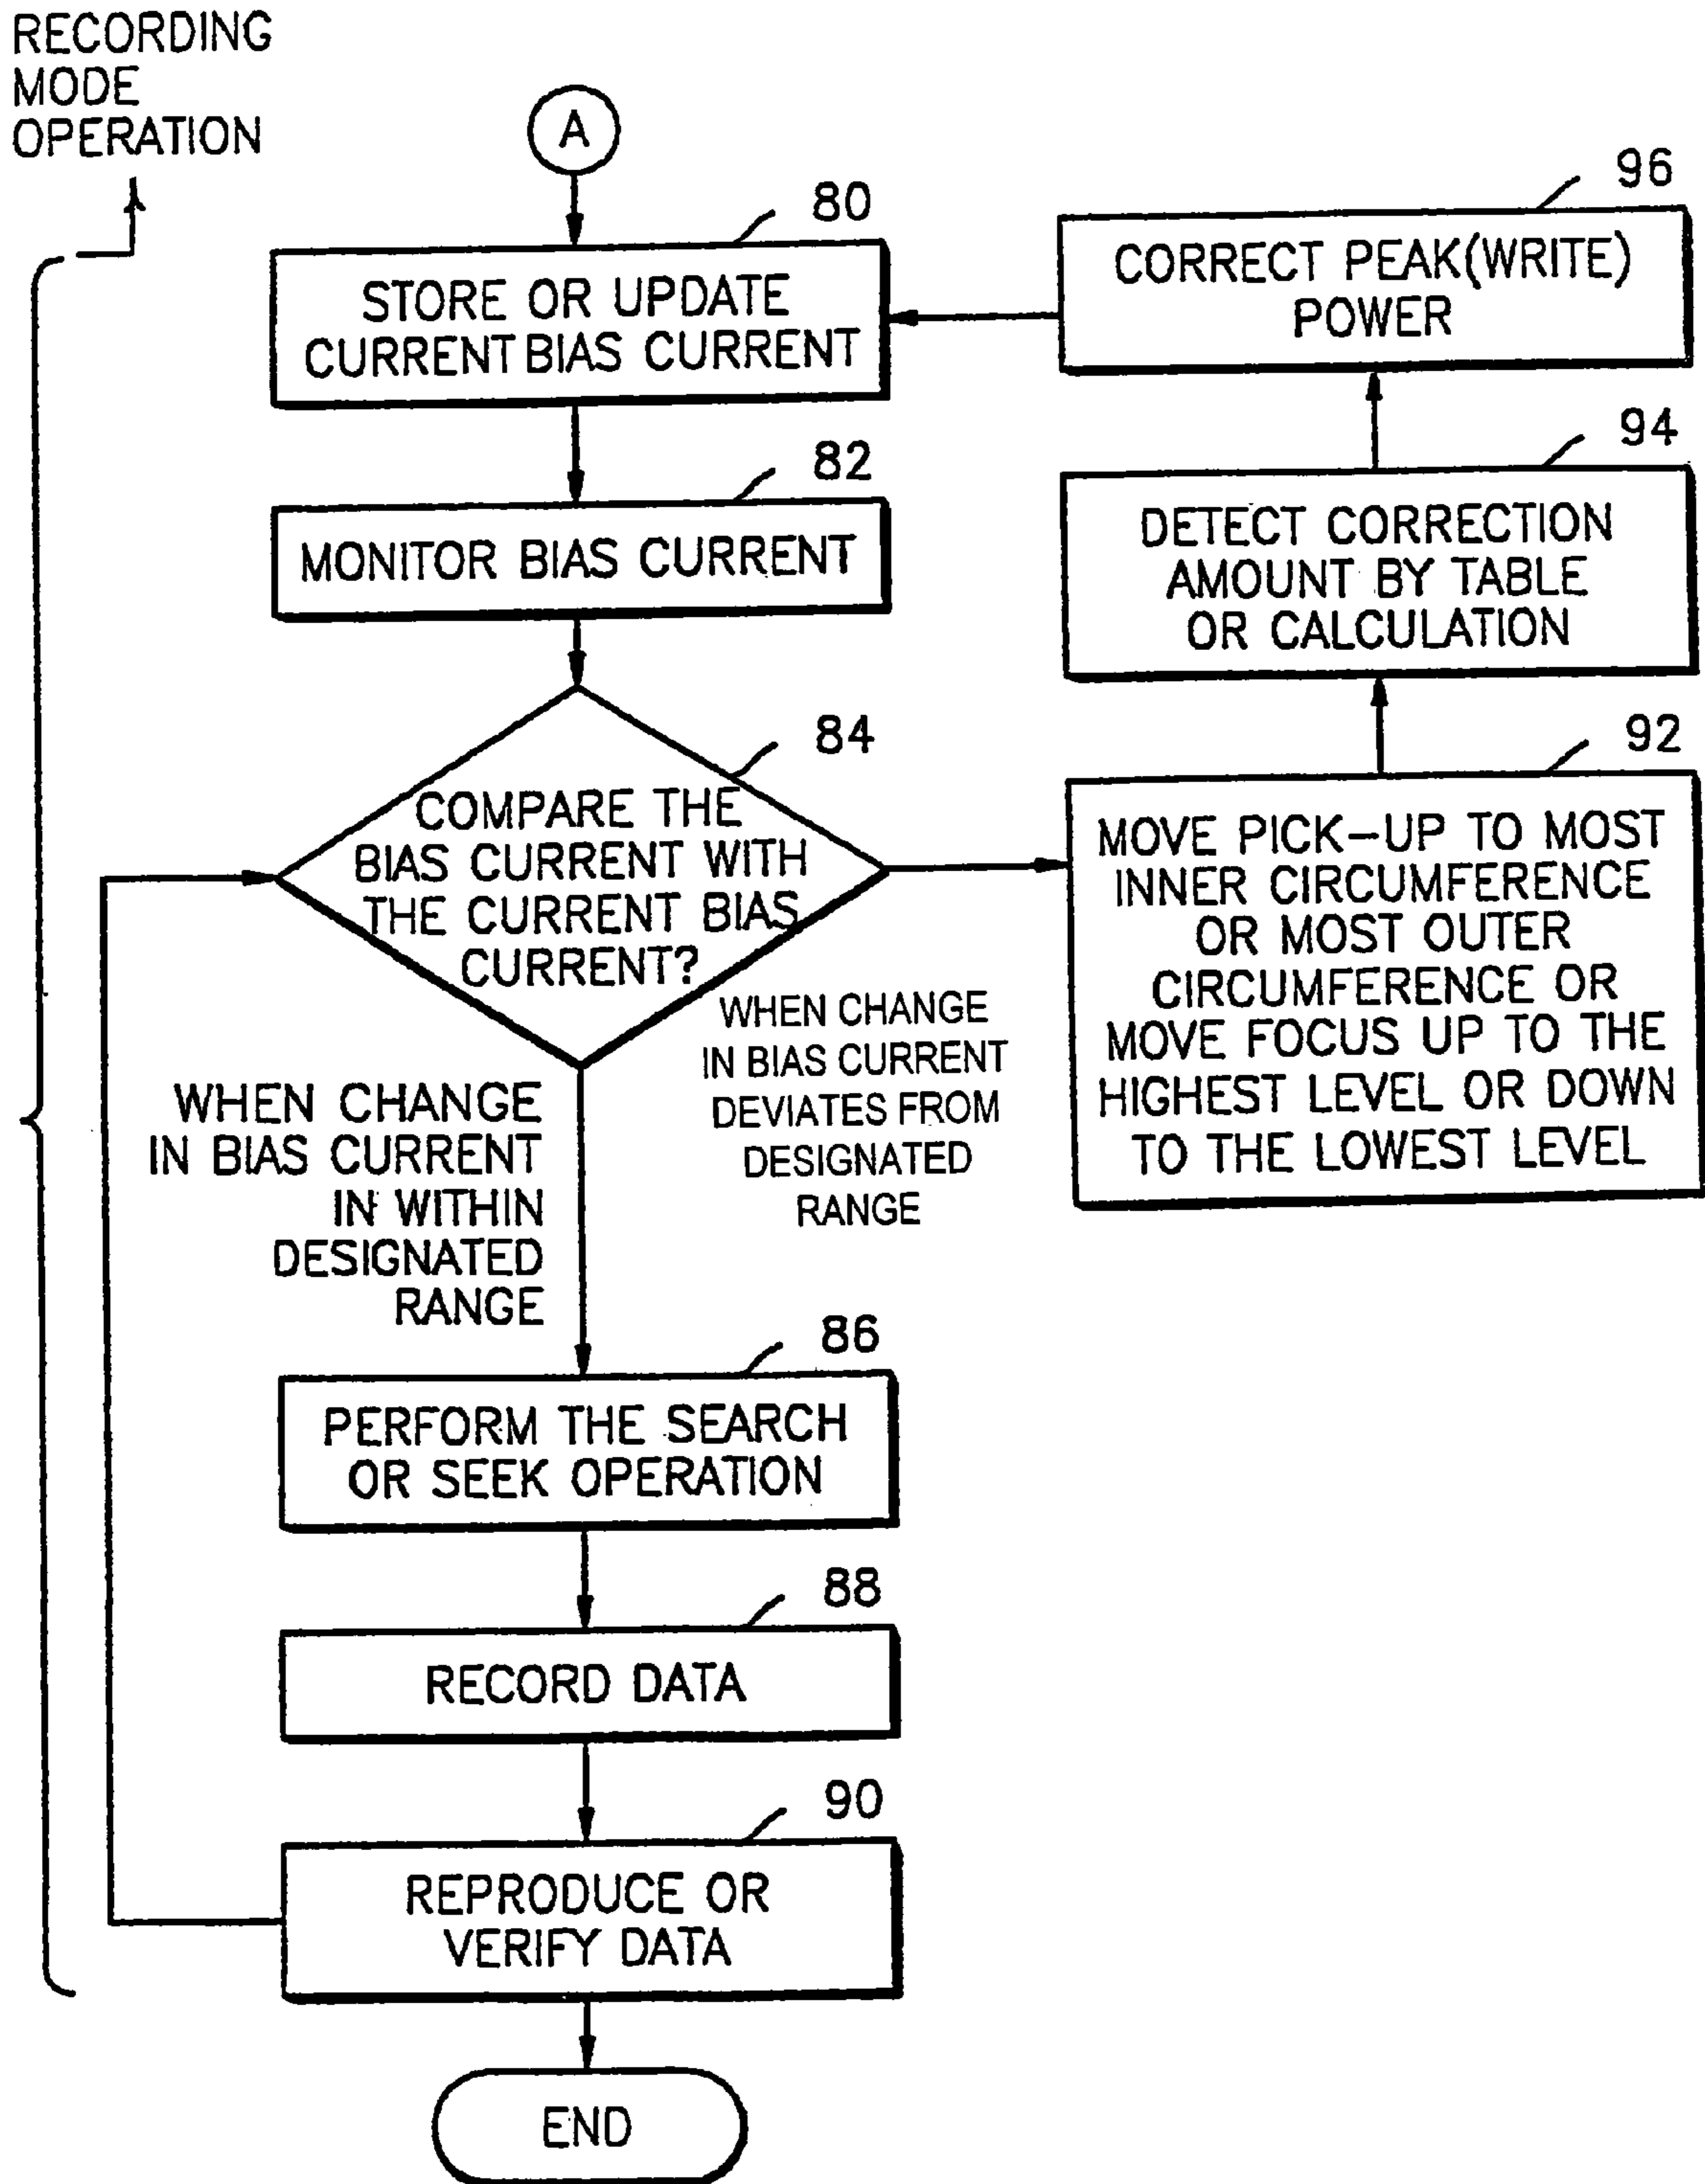 RECORDING
MODE
OPERATION
A
80
STORE OR UPDATE
CURRENT BIAS CURRENT
82
MONITOR BIAS CURRENT
84
COMPARE THE
BIAS CURRENT WITH
THE CURRENT BIAS
CURRENT?
WHEN CHANGE
IN BIAS CURRENT
DEVIATES FROM
DESIGNATED
RANGE
WHEN CHANGE
IN BIAS CURRENT
IN WITHIN
DESIGNATED
RANGE
86
PERFORM THE SEARCH
OR SEEK OPERATION
88
RECORD DATA
90
REPRODUCE OR
VERIFY DATA
END
96
CORRECT PEAK(WRITE)
POWER
94
DETECT CORRECTION
AMOUNT BY TABLE
OR CALCULATION
92
MOVE PICK-UP TO MOST
INNER CIRCUMFERENCE
OR MOST OUTER
CIRCUMFERENCE OR
MOVE FOCUS UP TO THE
HIGHEST LEVEL OR DOWN
TO THE LOWEST LEVEL